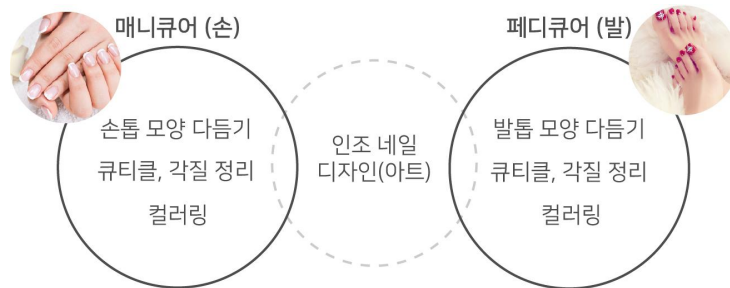 매니큐어 (손)
손톱 모양 다듬기
큐티클, 각질 정리
컬러링
인조 네일
디자인(아트)
페디큐어 (발)
발톱 모양 다듬기
큐티클, 각질 정리
컬러링